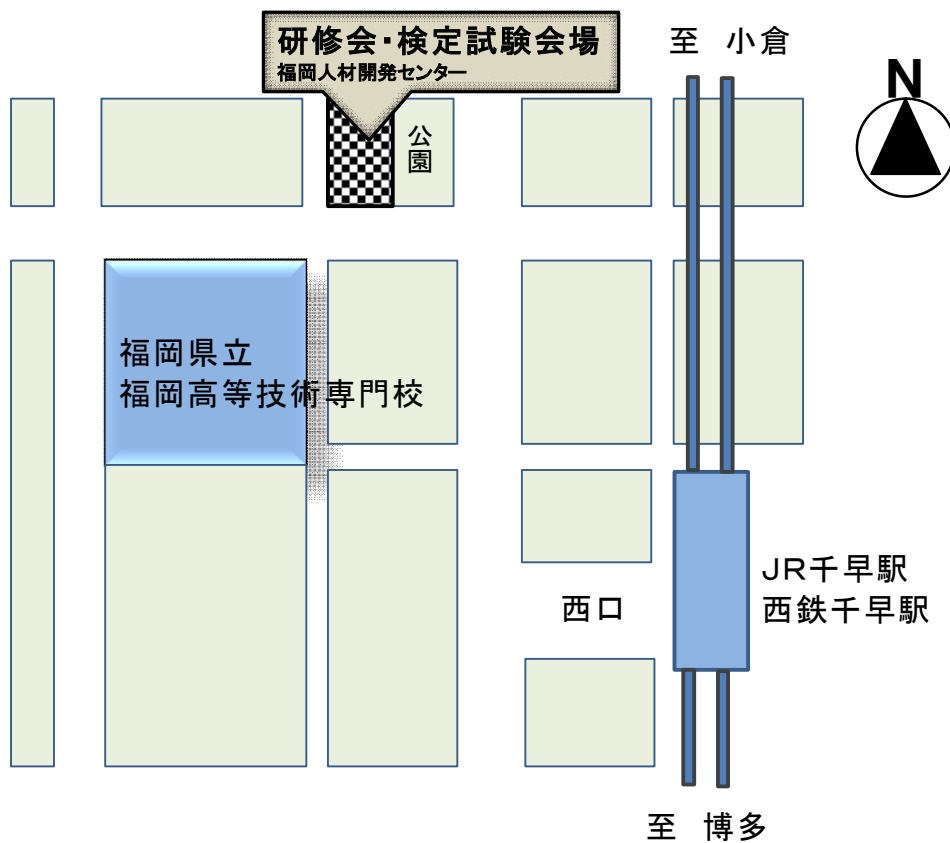 研修会・検定試験会場
福岡人材開発センター
至 小倉
N
公
園
福岡県立
福岡高等技術専門校
JR千早駅
西鉄千早駅
西口
至 博多